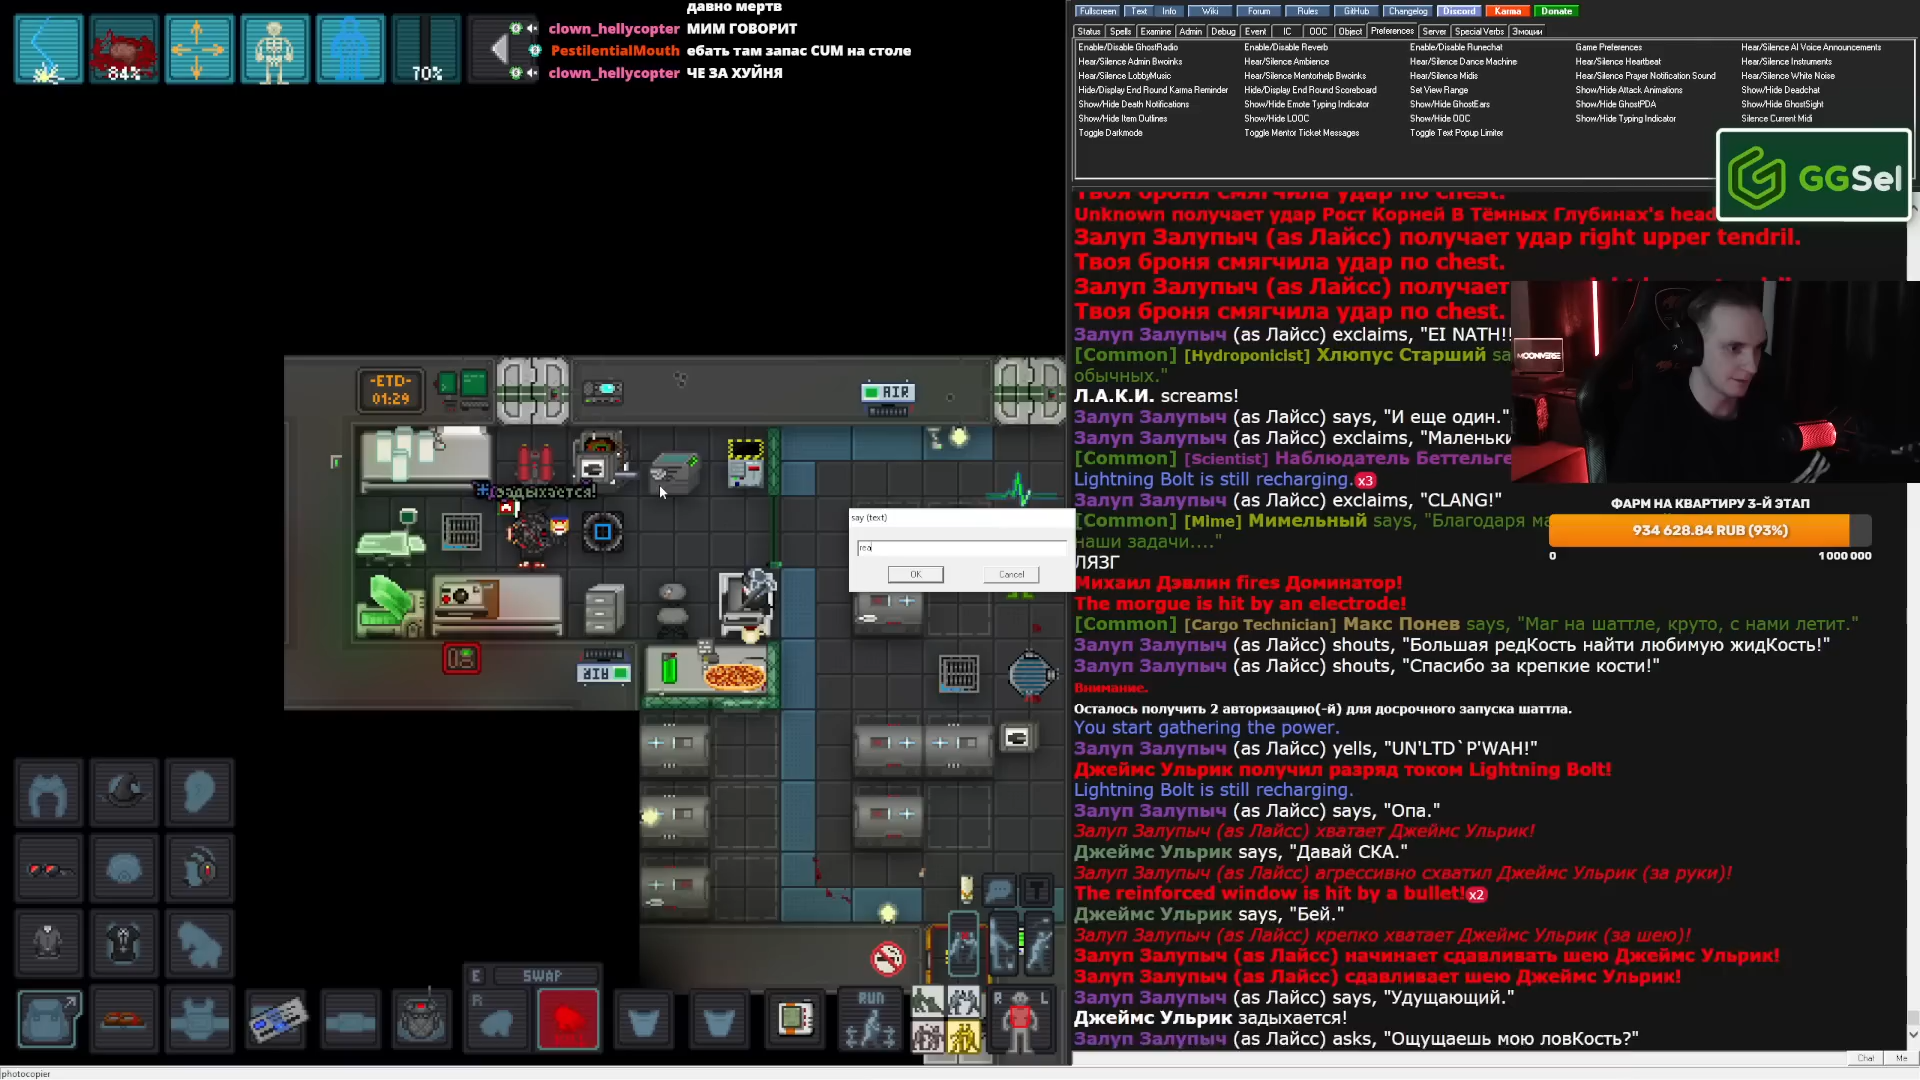 давно мертв
clown_hellycopter МИМ ГОВОРИТ
PestilentialMouth ебать там запас CUM на столе
clown_hellycopter ЧЕ ЗА ХУЙНЯ
84%
70%
Fullscreen Text Info Wiki Forum Rules GitHub Changelog Discord Karma Donate
Status Spells Examine Admin Debug Event IC OOC Object Preferences Server Special Verbs Эмоции
Enable/Disable GhostRadio Enable/Disable Reverb Enable/Disable Runechat Game Preferences Hear/Silence AI Voice Announcements
Hear/Silence Admin Bwoinks Hear/Silence Ambience Hear/Silence Dance Machine Hear/Silence Heartbeat Hear/Silence Instruments
Hear/Silence LobbyMusic Hear/Silence Mentorhelp Bwoinks Hear/Silence Midis Hear/Silence Prayer Notification Sound Hear/Silence White Noise
Hide/Display End Round Karma Reminder Hide/Display End Round Scoreboard Set View Range Show/Hide Attack Animations Show/Hide Deadchat
Show/Hide Death Notifications Show/Hide Emote Typing Indicator Show/Hide GhostEars Show/Hide GhostPDA Show/Hide GhostSight
Show/Hide Item Outlines Show/Hide LOOC Show/Hide OOC Show/Hide Typing Indicator Silence Current Midi
Toggle Darkmode Toggle Mentor Ticket Messages Toggle Text Popup Limiter
GGSel
Твоя броня смягчила удар по chest.
Unknown получает удар Рост Корней В Тёмных Глубинах's head
Залуп Залупыч (as Лайсс) получает удар right upper tendril.
Твоя броня смягчила удар по chest.
Залуп Залупыч (as Лайсс) получает
Твоя броня смягчила удар по chest.
Залуп Залупыч (as Лайсс) exclaims, "EI NATH!!
[Common] [Hydroponicist] Хлюпус Старший sa
обычных."
Л.А.К.И. screams!
Залуп Залупыч (as Лайсс) says, "И еще один."
Залуп Залупыч (as Лайсс) exclaims, "Маленьки
[Common] [Scientist] Наблюдатель Беттельге
Lightning Bolt is still recharging. x3
Залуп Залупыч (as Лайсс) exclaims, "CLANG!"
[Common] [Mime] Мимельный says, "Благодаря ма
наши задачи...."
ЛЯЗГ
Михаил Дэвлин fires Доминатор!
The morgue is hit by an electrode!
[Common] [Cargo Technician] Макс Понев says, "Маг на шаттле, круто, с нами летит."
Залуп Залупыч (as Лайсс) shouts, "Большая редКость найти любимую жидКость!"
Залуп Залупыч (as Лайсс) shouts, "Спасибо за крепкие кости!"
Внимание.
Осталось получить 2 авторизацию(-й) для досрочного запуска шаттла.
You start gathering the power.
Залуп Залупыч (as Лайсс) yells, "UN'LTD`P'WAH!"
Джеймс Ульрик получил разряд током Lightning Bolt!
Lightning Bolt is still recharging.
Залуп Залупыч (as Лайсс) says, "Опа."
Залуп Залупыч (as Лайсс) хватает Джеймс Ульрик!
Джеймс Ульрик says, "Давай СКА."
Залуп Залупыч (as Лайсс) агрессивно схватил Джеймс Ульрик (за руки)!
The reinforced window is hit by a bullet! x2
Джеймс Ульрик says, "Бей."
Залуп Залупыч (as Лайсс) крепко хватает Джеймс Ульрик (за шею)!
Залуп Залупыч (as Лайсс) начинает сдавливать шею Джеймс Ульрик!
Залуп Залупыч (as Лайсс) сдавливает шею Джеймс Ульрик!
Залуп Залупыч (as Лайсс) says, "Удущающий."
Джеймс Ульрик задыхается!
Залуп Залупыч (as Лайсс) asks, "Ощущаешь мою ловКость?"
Chat Me
MOONVERSE
ФАРМ НА КВАРТИРУ 3-Й ЭТАП
934 628.84 RUB (93%)
0 1 000 000
-ETD-
01:29
AIR
задыхается!
say (text)
rea
OK Cancel
AIR
E SWAP
R
RUN
R L
T
photocopier